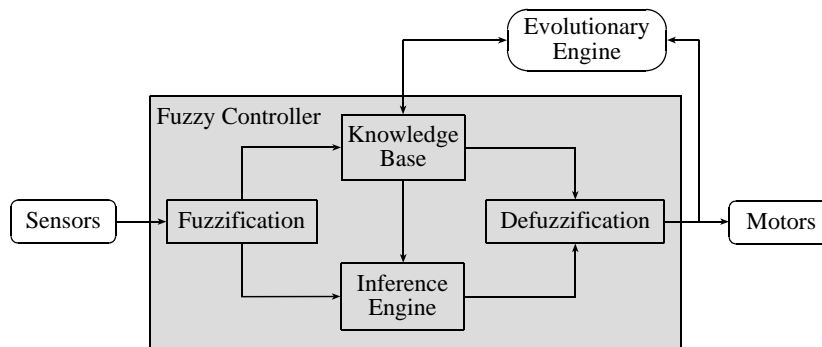 Evolutionary
Engine
Fuzzy Controller
Knowledge
Base
Sensors
Fuzzification
Defuzzification
Motors
Inference
Engine